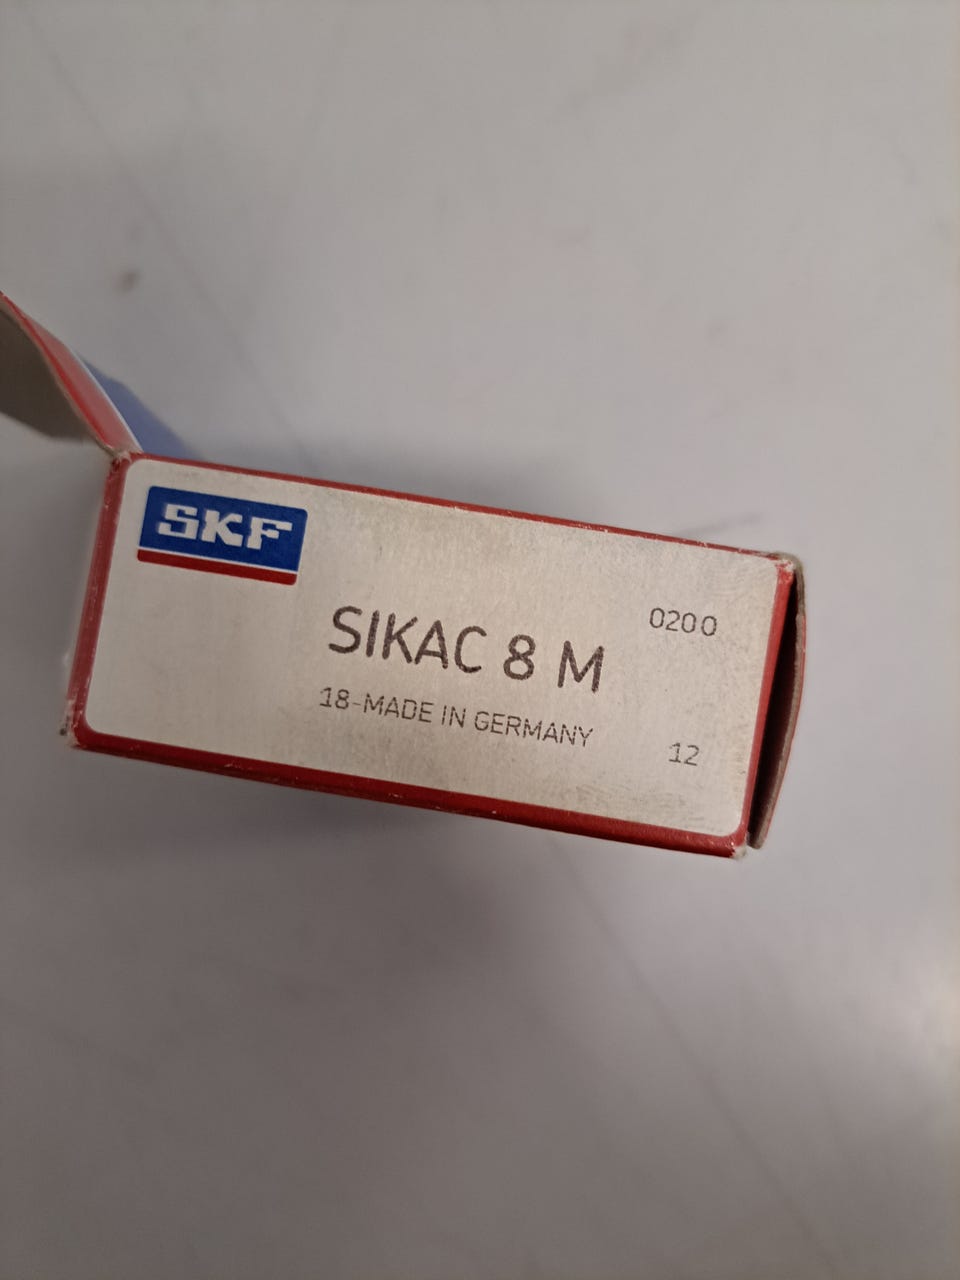 SKF
0200
SIKAC 8 M
18-MADE IN GERMANY
12